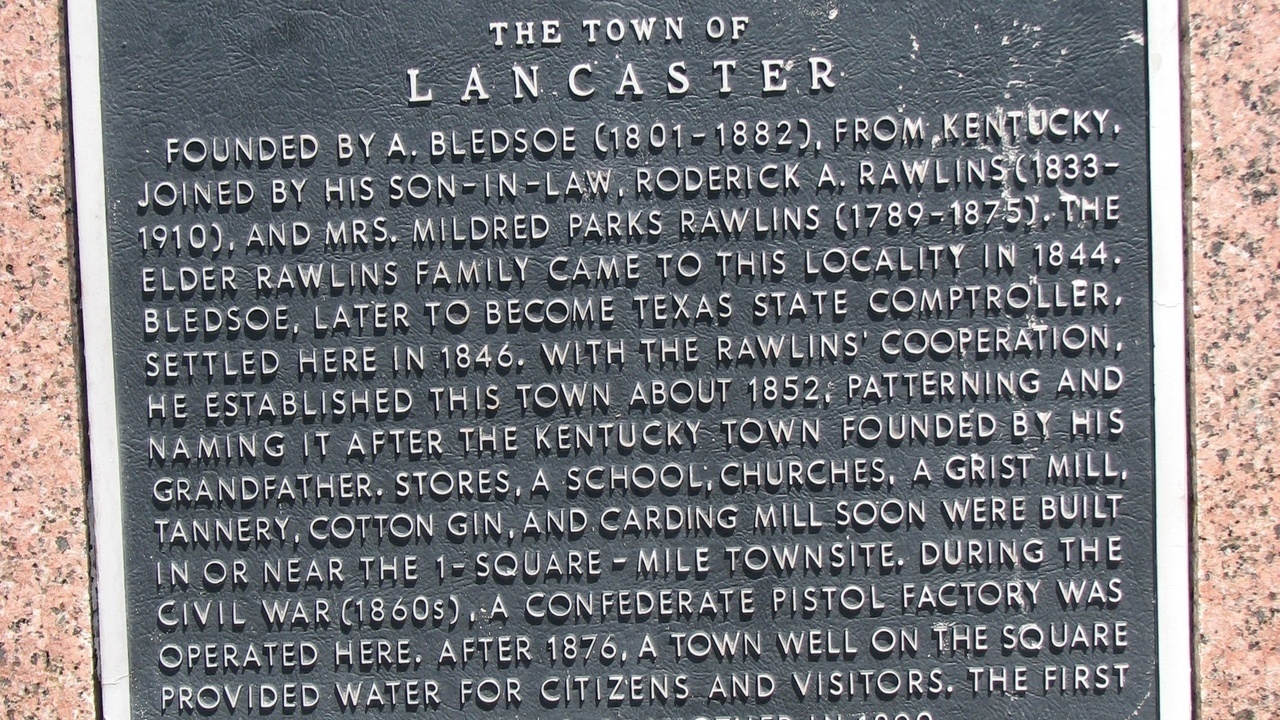 THE TOWN OF
LANCASTER
FOUNDED BY A. BLEDSOE (1801-1882), FROM KENTUCKY,
JOINED BY HIS SON-IN-LAW, RODERICK A. RAWLINS (1833-
1910), AND MRS. MILDRED PARKS RAWLINS (1789-1875). THE
ELDER RAWLINS FAMILY CAME TO THIS LOCALITY IN 1844.
BLEDSOE, LATER TO BECOME TEXAS STATE COMPTROLLER,
SETTLED HERE IN 1846. WITH THE RAWLINS' COOPERATION,
HE ESTABLISHED THIS TOWN ABOUT 1852, PATTERNING AND
NAMING IT AFTER THE KENTUCKY TOWN FOUNDED BY HIS
GRANDFATHER. STORES, A SCHOOL, CHURCHES, A GRIST MILL,
TANNERY, COTTON GIN, AND CARDING MILL SOON WERE BUILT
IN OR NEAR THE 1-SQUARE-MILE TOWNSITE. DURING THE
CIVIL WAR (1860s), A CONFEDERATE PISTOL FACTORY WAS
OPERATED HERE. AFTER 1876, A TOWN WELL ON THE SQUARE
PROVIDED WATER FOR CITIZENS AND VISITORS. THE FIRST
IN